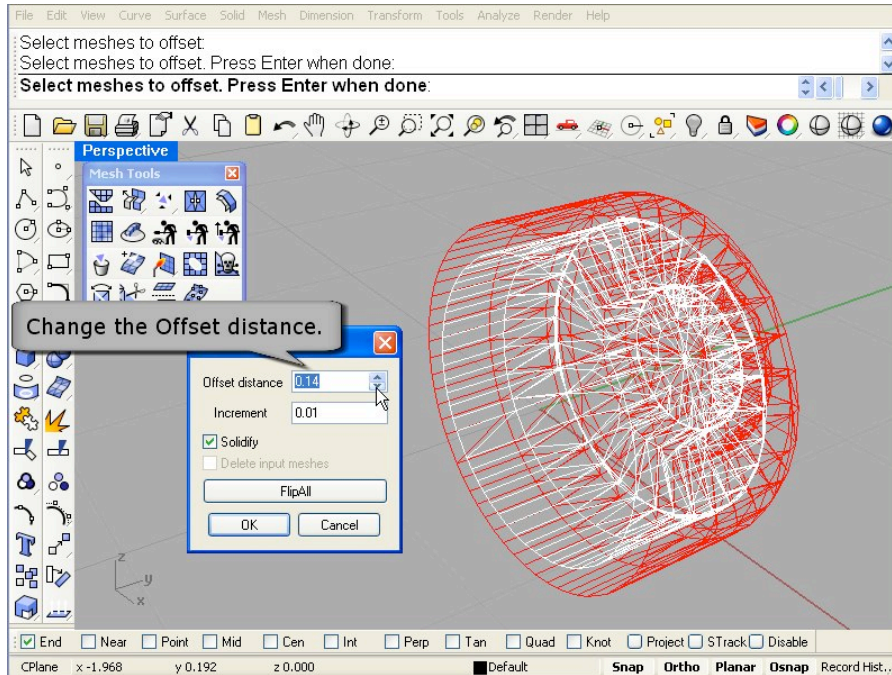 File Edit View Curve Surface Solid Mesh Dimension Transform Tools Analyze Render Help
Select meshes to offset:
Select meshes to offset. Press Enter when done:
Select meshes to offset. Press Enter when done:
Perspective
Mesh Tools
Change the Offset distance.
Offset distance 0.14
Increment 0.01
Solidify
Delete input meshes
FlipAll
OK Cancel
z
y
x
End Near Point Mid Cen Int Perp Tan Quad Knot Project STrack Disable
CPlane x -1.968 y 0.192 z 0.000 Default Snap Ortho Planar Osnap Record Hist...